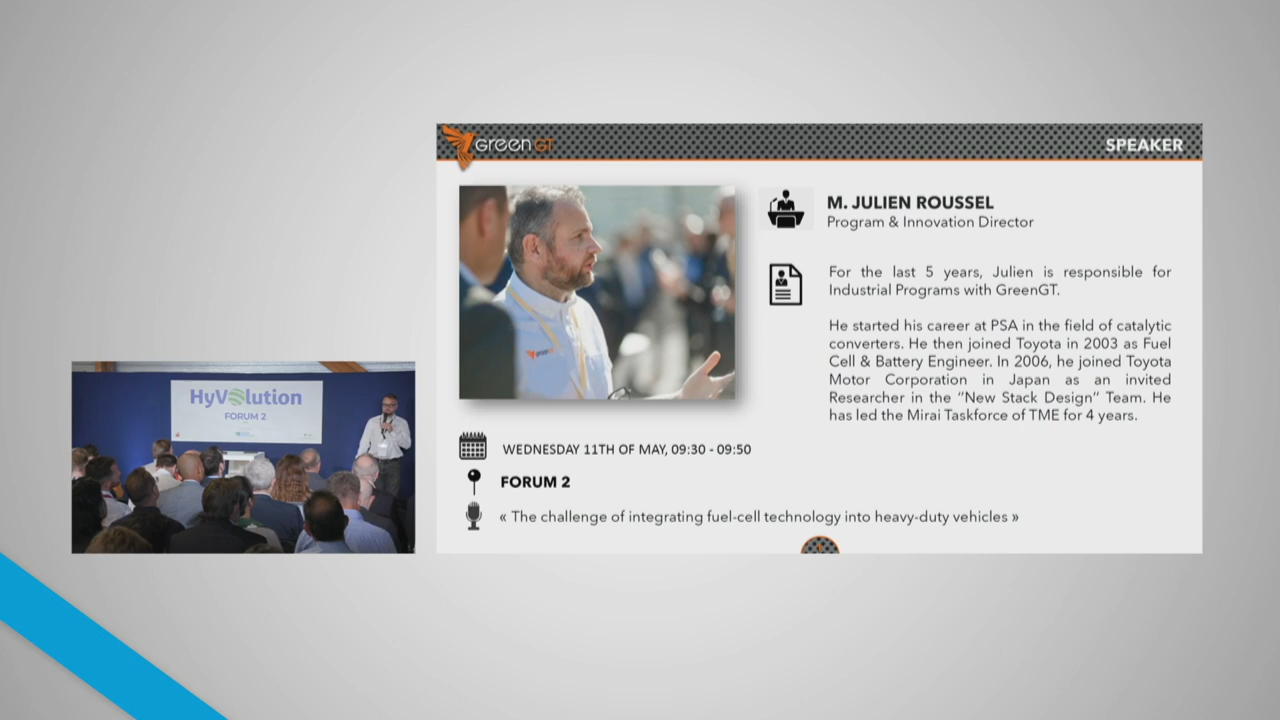 GreenGT
SPEAKER
M. JULIEN ROUSSEL
Program & Innovation Director
For the last 5 years, Julien is responsible for
Industrial Programs with GreenGT.
He started his career at PSA in the field of catalytic
converters. He then joined Toyota in 2003 as Fuel
Cell & Battery Engineer. In 2006, he joined Toyota
Motor Corporation in Japan as an invited
Researcher in the "New Stack Design" Team. He
has led the Mirai Taskforce of TME for 4 years.
WEDNESDAY 11TH OF MAY, 09:30 - 09:50
FORUM 2
« The challenge of integrating fuel-cell technology into heavy-duty vehicles »
HyVolution
FORUM 2